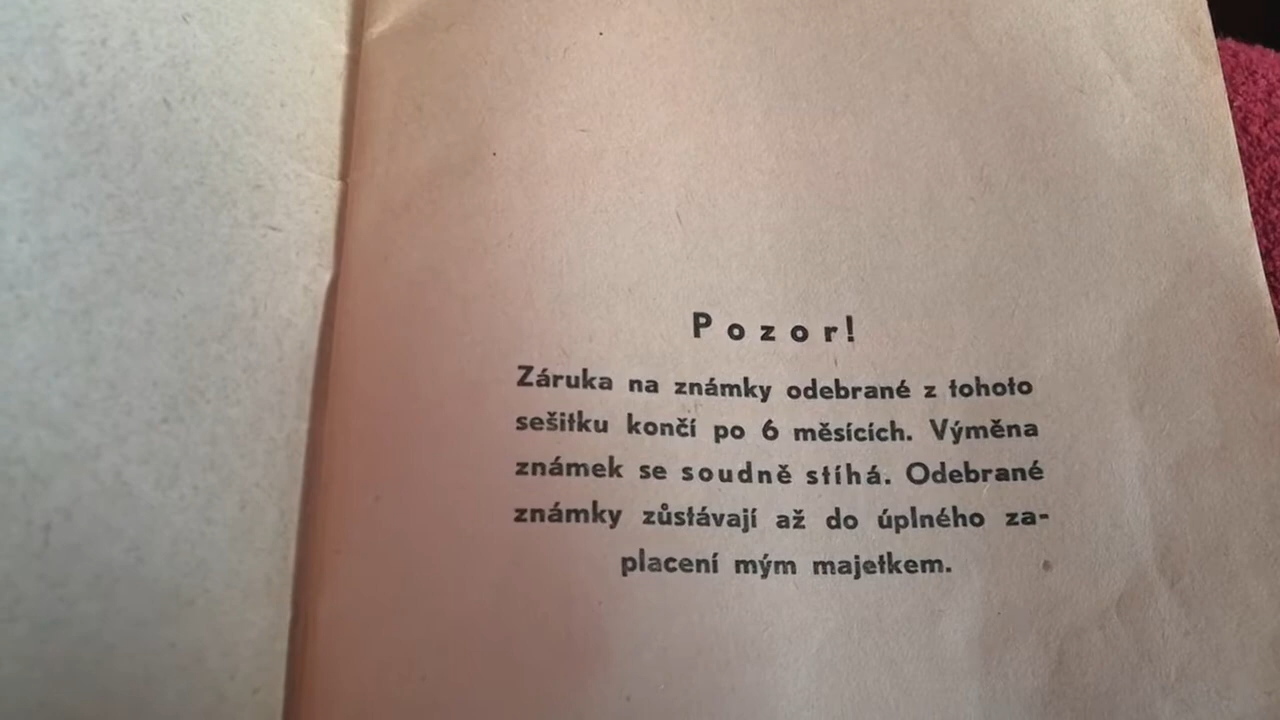 Pozor!
Záruka na známky odebrané z tohoto
sešitku končí po 6 měsících. Výměna
známek se soudně stíhá. Odebrané
známky zůstávají až do úplného za-
placení mým majetkem.